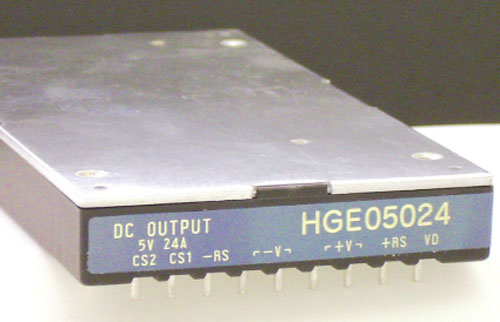 DC OUTPUT
HGE05024
5V 24A
CS2 CS1 -RS ┌-V┐ ┌+V┐ +RS VD